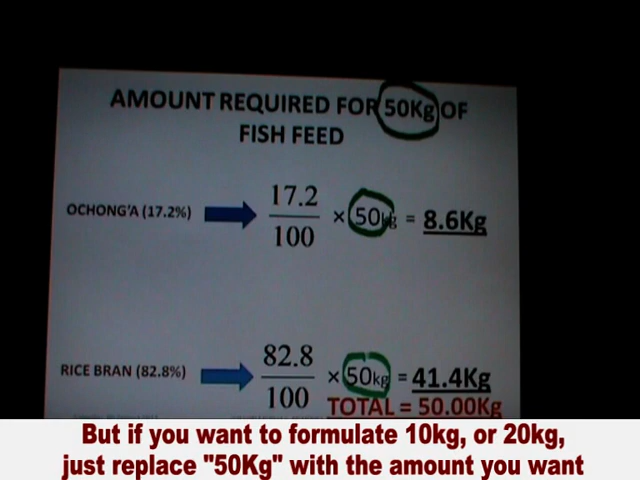 AMOUNT REQUIRED FOR 50Kg OF
FISH FEED
OCHONG'A (17.2%)
17.2
100
× 50kg = 8.6Kg
RICE BRAN (82.8%)
82.8
100
× 50kg = 41.4Kg
TOTAL = 50.00Kg
But if you want to formulate 10kg, or 20kg,
just replace "50Kg" with the amount you want